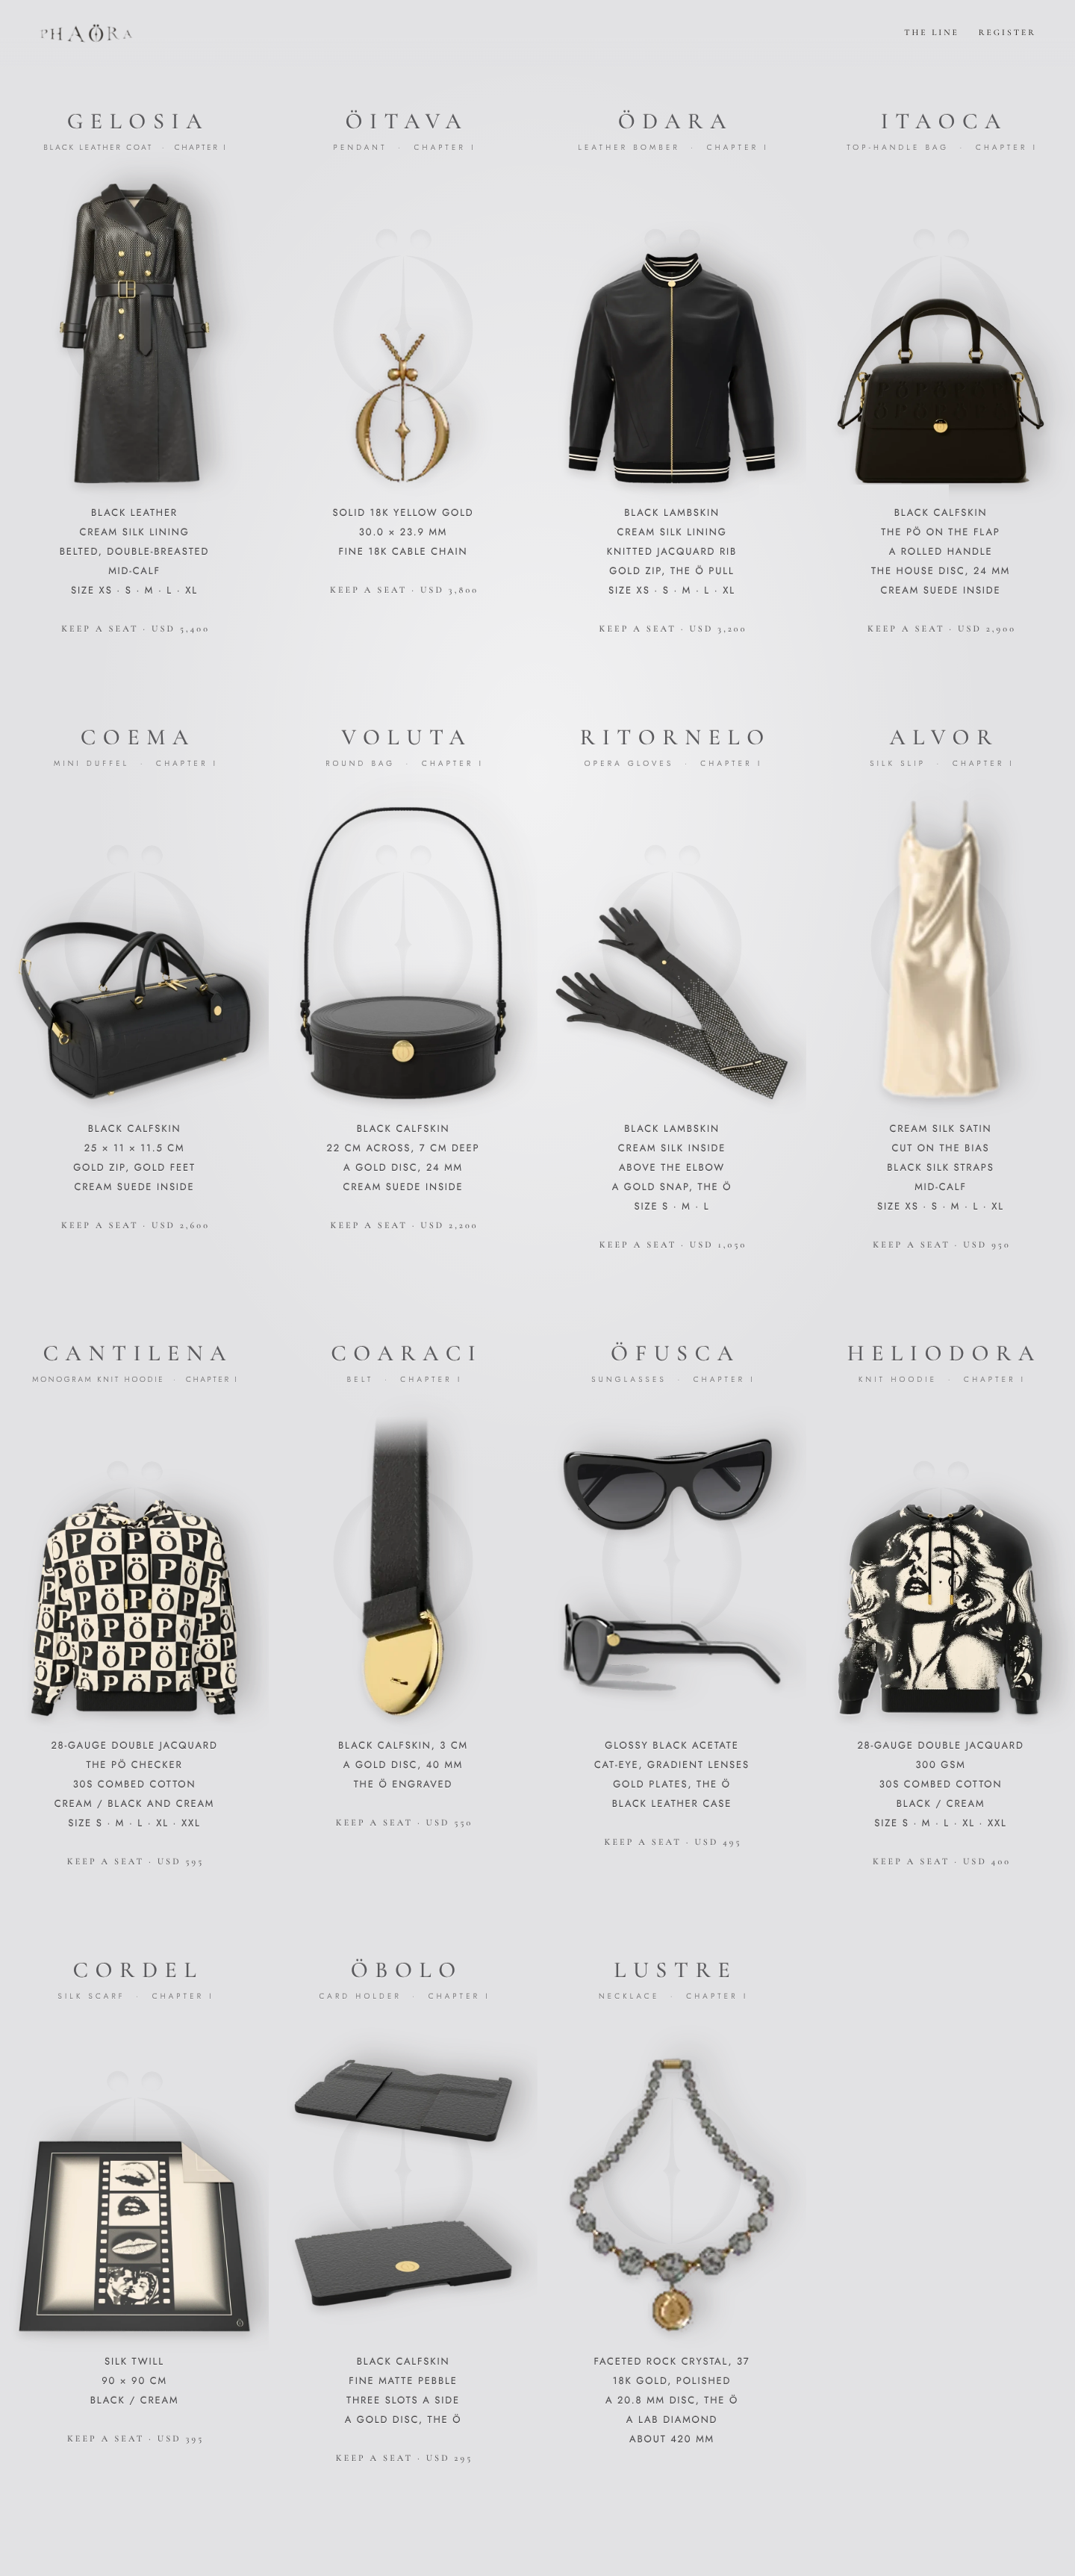 PHAÖRA
THE LINE REGISTER
GELOSIA
BLACK LEATHER COAT · CHAPTER I
BLACK LEATHER
CREAM SILK LINING
BELTED, DOUBLE-BREASTED
MID-CALF
SIZE XS · S · M · L · XL
KEEP A SEAT · USD 5,400
ÖITAVA
PENDANT · CHAPTER I
SOLID 18K YELLOW GOLD
30.0 × 23.9 MM
FINE 18K CABLE CHAIN
KEEP A SEAT · USD 3,800
ÖDARA
LEATHER BOMBER · CHAPTER I
BLACK LAMBSKIN
CREAM SILK LINING
KNITTED JACQUARD RIB
GOLD ZIP, THE Ö PULL
SIZE XS · S · M · L · XL
KEEP A SEAT · USD 3,200
ITAOCA
TOP-HANDLE BAG · CHAPTER I
BLACK CALFSKIN
THE PÖ ON THE FLAP
A ROLLED HANDLE
THE HOUSE DISC, 24 MM
CREAM SUEDE INSIDE
KEEP A SEAT · USD 2,900
COEMA
MINI DUFFEL · CHAPTER I
BLACK CALFSKIN
25 × 11 × 11.5 CM
GOLD ZIP, GOLD FEET
CREAM SUEDE INSIDE
KEEP A SEAT · USD 2,600
VOLUTA
ROUND BAG · CHAPTER I
BLACK CALFSKIN
22 CM ACROSS, 7 CM DEEP
A GOLD DISC, 24 MM
CREAM SUEDE INSIDE
KEEP A SEAT · USD 2,200
RITORNELO
OPERA GLOVES · CHAPTER I
BLACK LAMBSKIN
CREAM SILK INSIDE
ABOVE THE ELBOW
A GOLD SNAP, THE Ö
SIZE S · M · L
KEEP A SEAT · USD 1,050
ALVOR
SILK SLIP · CHAPTER I
CREAM SILK SATIN
CUT ON THE BIAS
BLACK SILK STRAPS
MID-CALF
SIZE XS · S · M · L · XL
KEEP A SEAT · USD 950
CANTILENA
MONOGRAM KNIT HOODIE · CHAPTER I
28-GAUGE DOUBLE JACQUARD
THE PÖ CHECKER
30S COMBED COTTON
CREAM / BLACK AND CREAM
SIZE S · M · L · XL · XXL
KEEP A SEAT · USD 595
COARACI
BELT · CHAPTER I
BLACK CALFSKIN, 3 CM
A GOLD DISC, 40 MM
THE Ö ENGRAVED
KEEP A SEAT · USD 550
ÖFUSCA
SUNGLASSES · CHAPTER I
GLOSSY BLACK ACETATE
CAT-EYE, GRADIENT LENSES
GOLD PLATES, THE Ö
BLACK LEATHER CASE
KEEP A SEAT · USD 495
HELIODORA
KNIT HOODIE · CHAPTER I
28-GAUGE DOUBLE JACQUARD
300 GSM
30S COMBED COTTON
BLACK / CREAM
SIZE S · M · L · XL · XXL
KEEP A SEAT · USD 400
CORDEL
SILK SCARF · CHAPTER I
SILK TWILL
90 × 90 CM
BLACK / CREAM
KEEP A SEAT · USD 395
ÖBOLO
CARD HOLDER · CHAPTER I
BLACK CALFSKIN
FINE MATTE PEBBLE
THREE SLOTS A SIDE
A GOLD DISC, THE Ö
KEEP A SEAT · USD 295
LUSTRE
NECKLACE · CHAPTER I
FACETED ROCK CRYSTAL, 37
18K GOLD, POLISHED
A 20.8 MM DISC, THE Ö
A LAB DIAMOND
ABOUT 420 MM